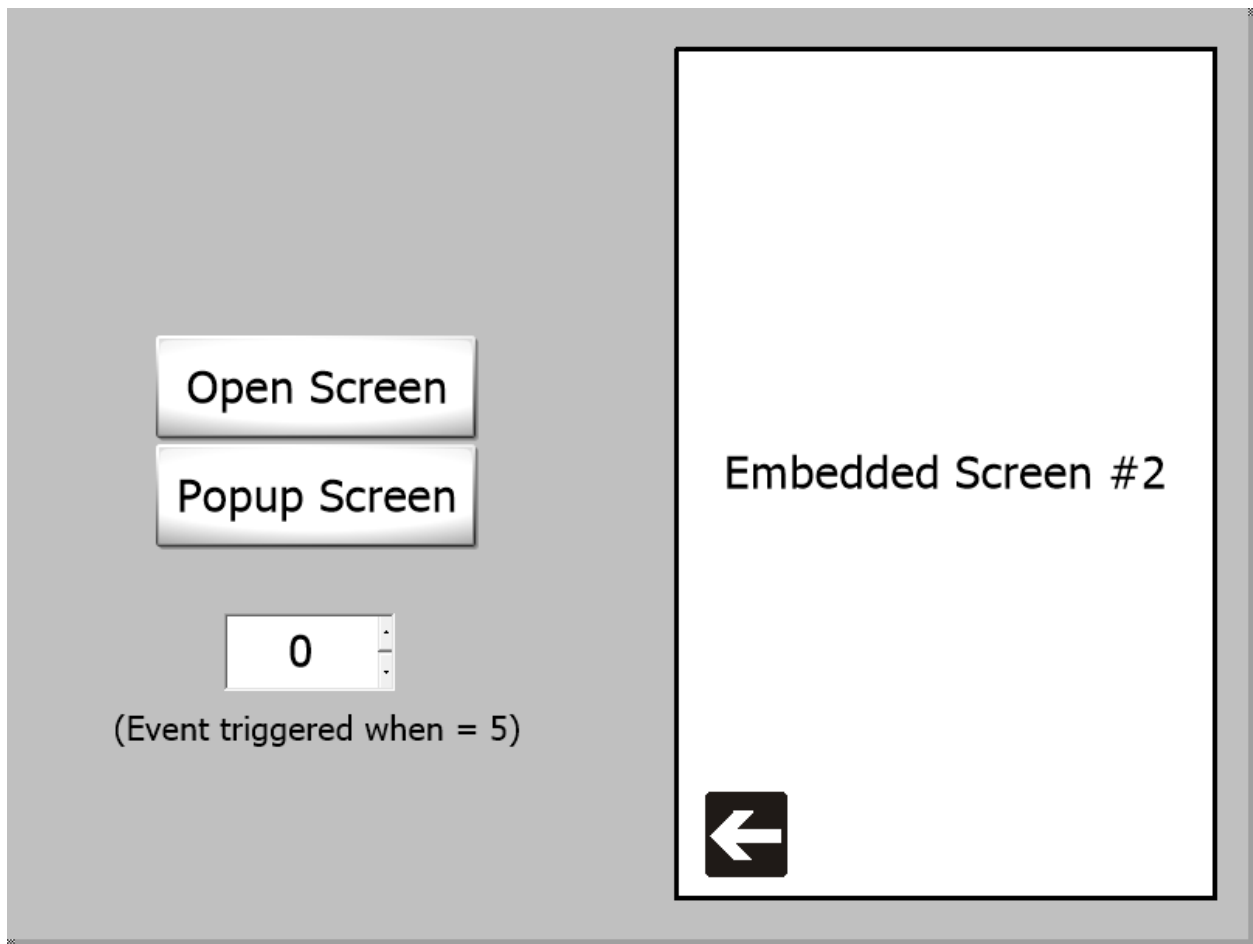 Open Screen
Popup Screen
0
(Event triggered when = 5)
Embedded Screen #2